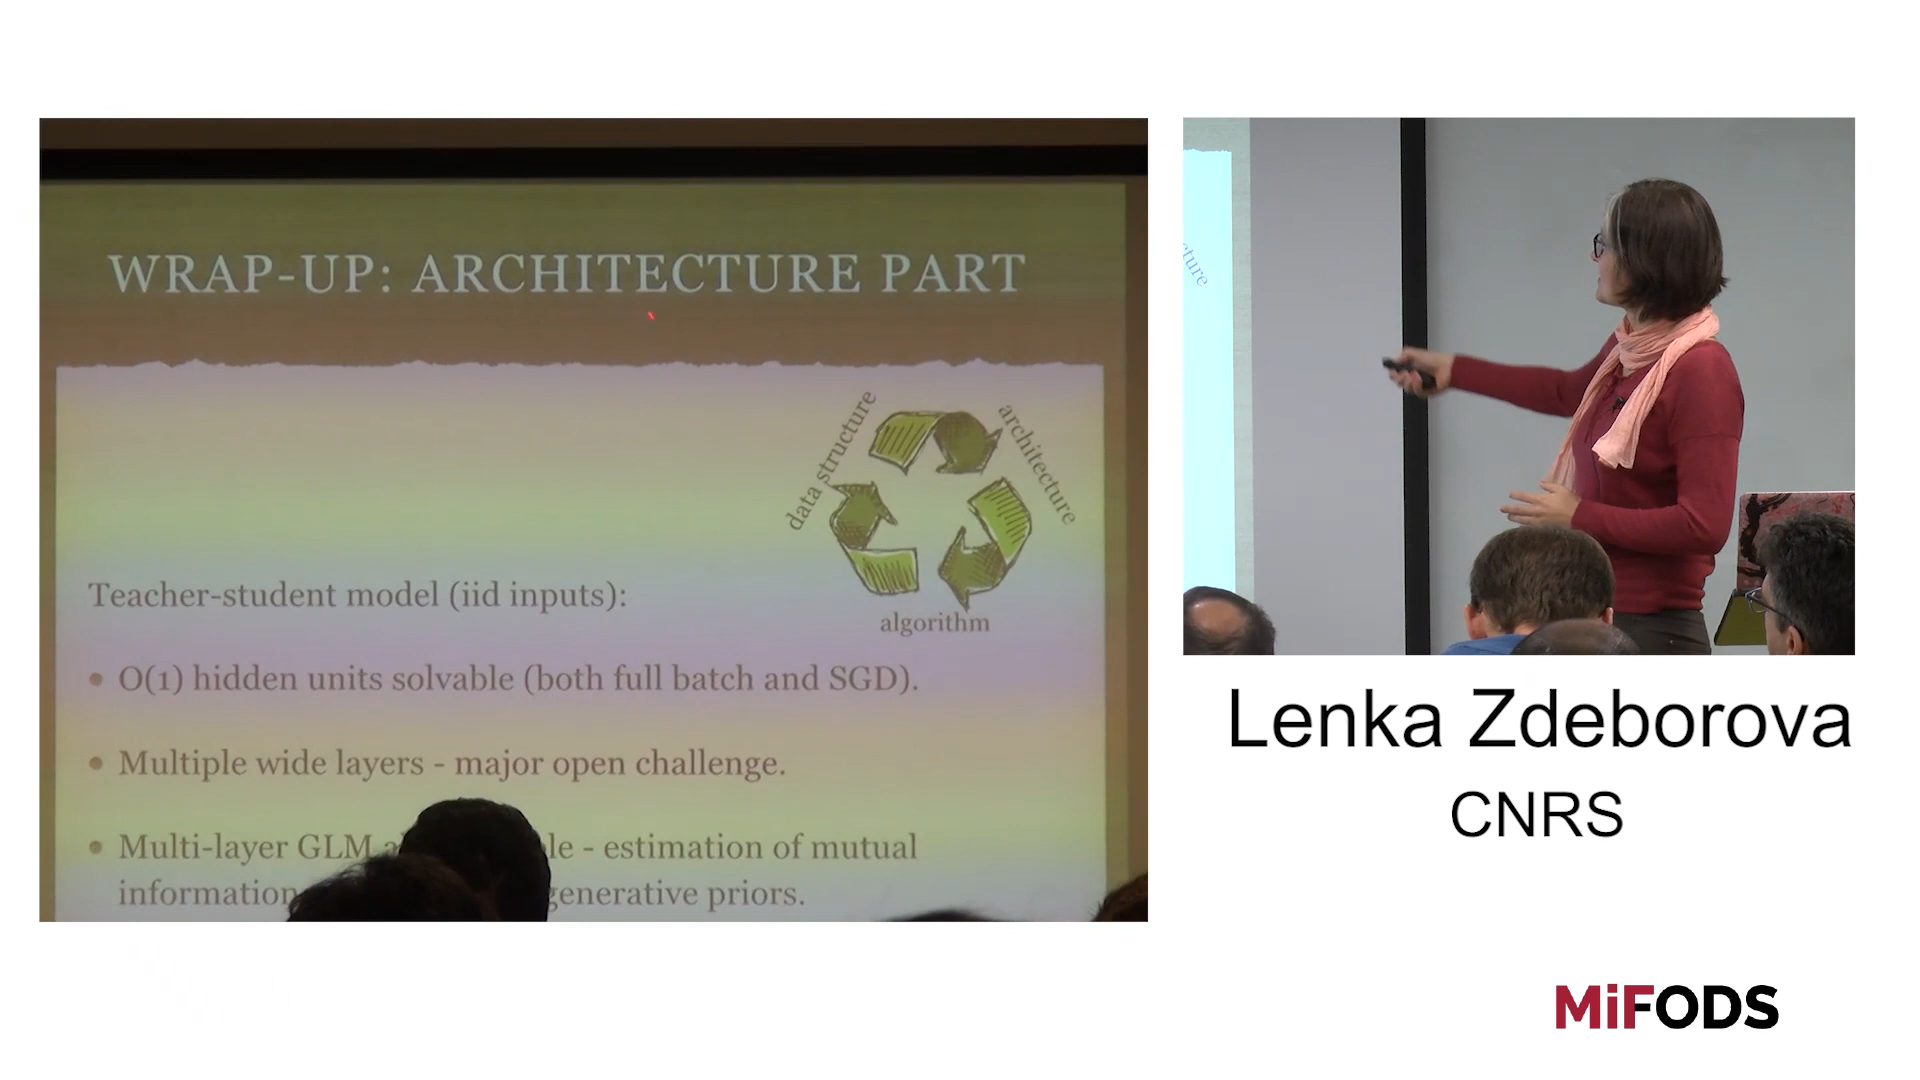 WRAP-UP: ARCHITECTURE PART
data structure
architecture
algorithm
Teacher-student model (iid inputs):
O(1) hidden units solvable (both full batch and SGD).
Multiple wide layers - major open challenge.
Multi-layer GLM - estimation of mutual
information generative priors.
cture
Lenka Zdeborova
CNRS
MiFODS